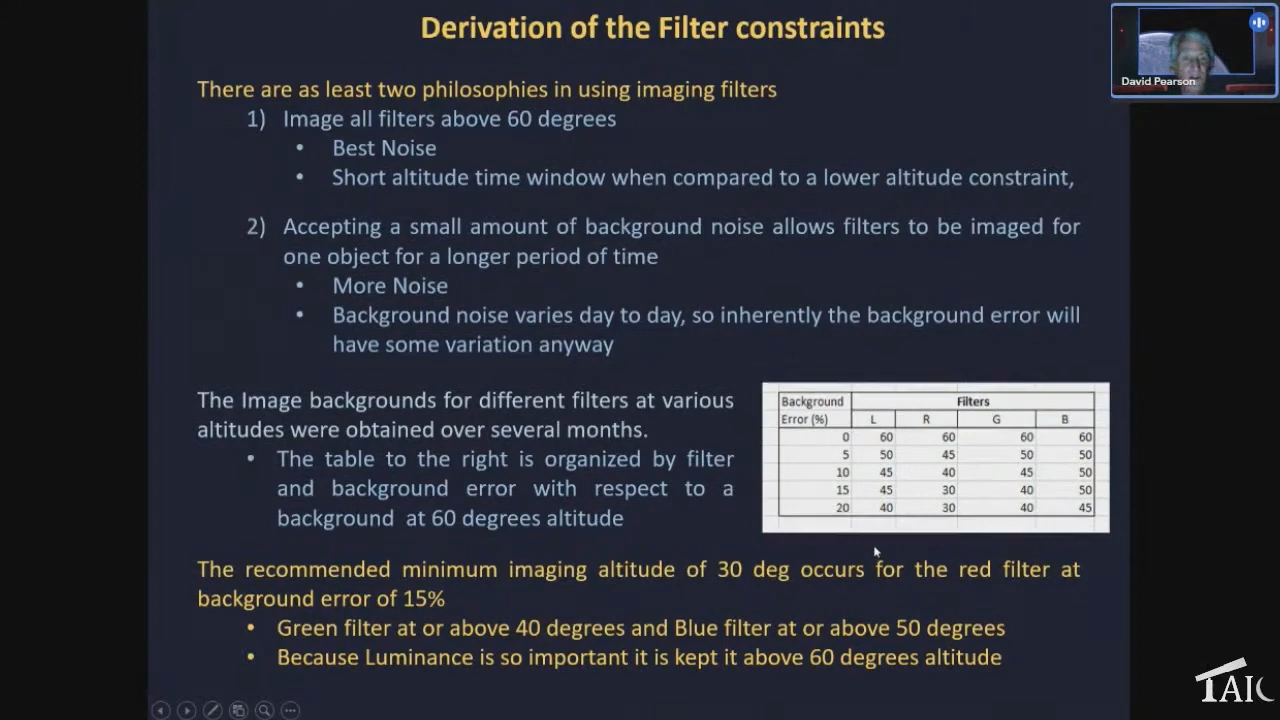 Derivation of the Filter constraints
David Pearson
There are as least two philosophies in using imaging filters
1) Image all filters above 60 degrees
• Best Noise
• Short altitude time window when compared to a lower altitude constraint,
2) Accepting a small amount of background noise allows filters to be imaged for
one object for a longer period of time
• More Noise
• Background noise varies day to day, so inherently the background error will
have some variation anyway
The Image backgrounds for different filters at various
altitudes were obtained over several months.
• The table to the right is organized by filter
and background error with respect to a
background at 60 degrees altitude
Background Filters
Error (%) L R G B
0 60 60 60 60
5 50 45 50 50
10 45 40 45 50
15 45 30 40 50
20 40 30 40 45
The recommended minimum imaging altitude of 30 deg occurs for the red filter at
background error of 15%
• Green filter at or above 40 degrees and Blue filter at or above 50 degrees
• Because Luminance is so important it is kept it above 60 degrees altitude
TAIC